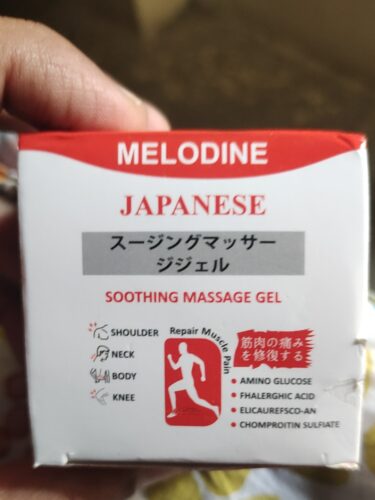 MELODINE
JAPANESE
スージングマッサー
ジジェル
SOOTHING MASSAGE GEL
SHOULDER
NECK
BODY
KNEE
Repair Muscle Pain
筋肉の痛み
を修復する
AMINO GLUCOSE
FHALERGHIC ACID
ELICAUREFSCO-AN
CHOMPROITIN SULFIATE